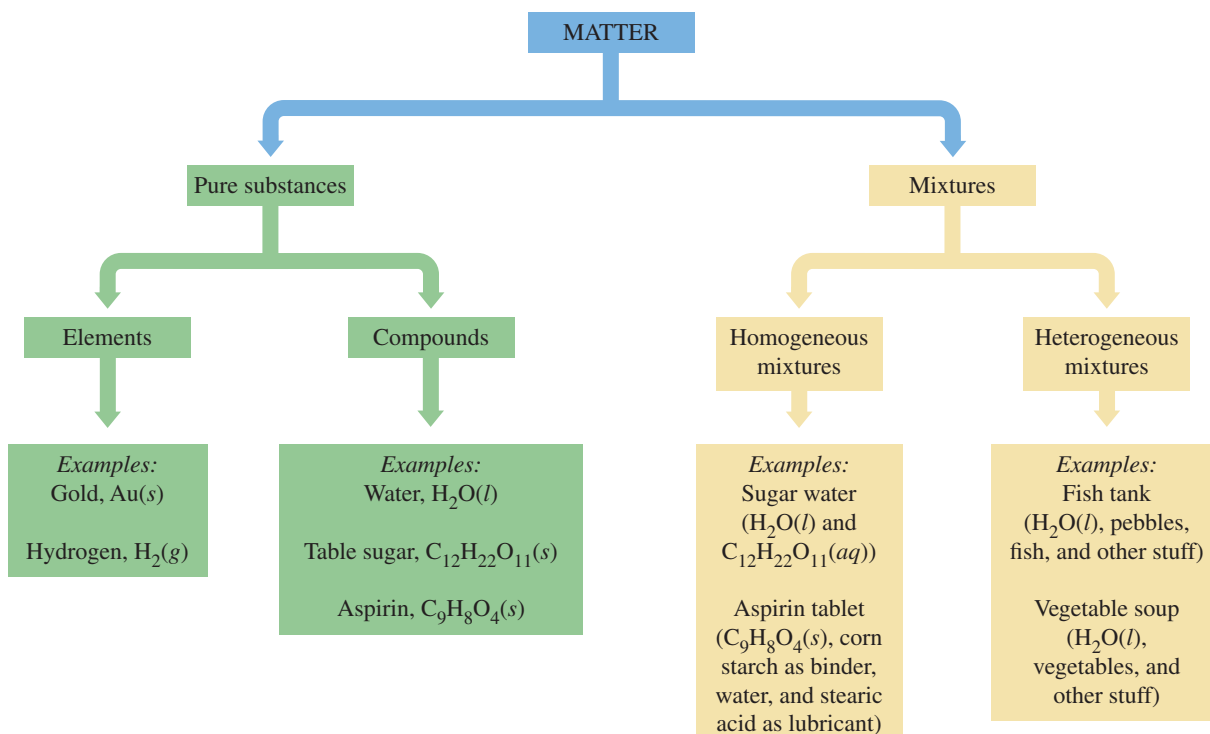 MATTER
Pure substances
Mixtures
Elements
Compounds
Homogeneous
mixtures
Heterogeneous
mixtures
Examples:
Gold, Au(s)
Hydrogen, H₂(g)
Examples:
Water, H₂O(l)
Table sugar, C₁₂H₂₂O₁₁(s)
Aspirin, C₉H₈O₄(s)
Examples:
Sugar water
(H₂O(l) and
C₁₂H₂₂O₁₁(aq))
Aspirin tablet
(C₉H₈O₄(s), corn
starch as binder,
water, and stearic
acid as lubricant)
Examples:
Fish tank
(H₂O(l), pebbles,
fish, and other stuff)
Vegetable soup
(H₂O(l),
vegetables, and
other stuff)